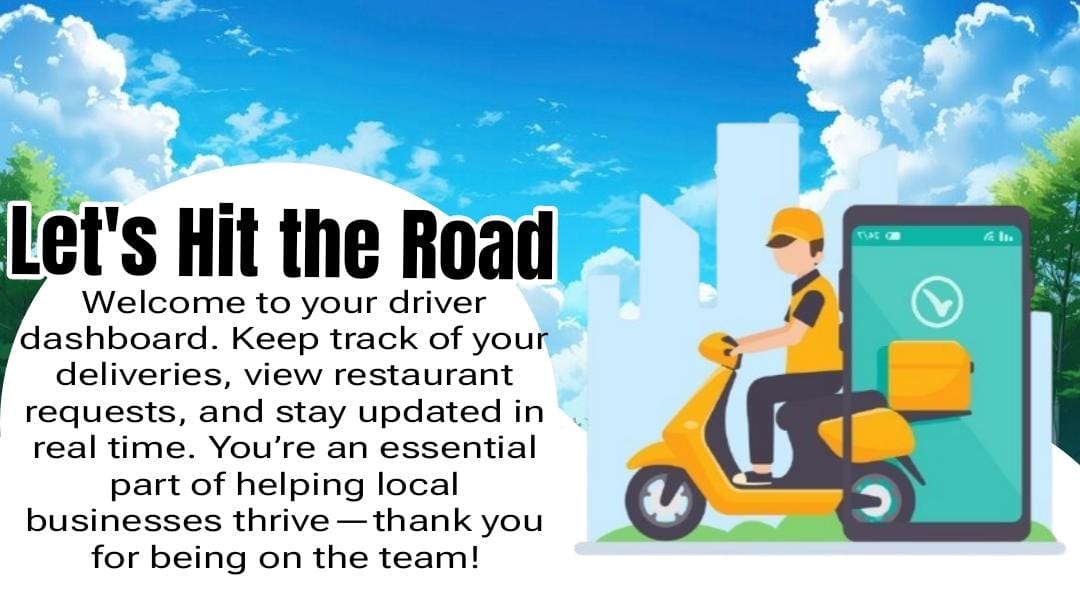 Let's Hit the Road
Welcome to your driver
dashboard. Keep track of your
deliveries, view restaurant
requests, and stay updated in
real time. You’re an essential
part of helping local
businesses thrive—thank you
for being on the team!